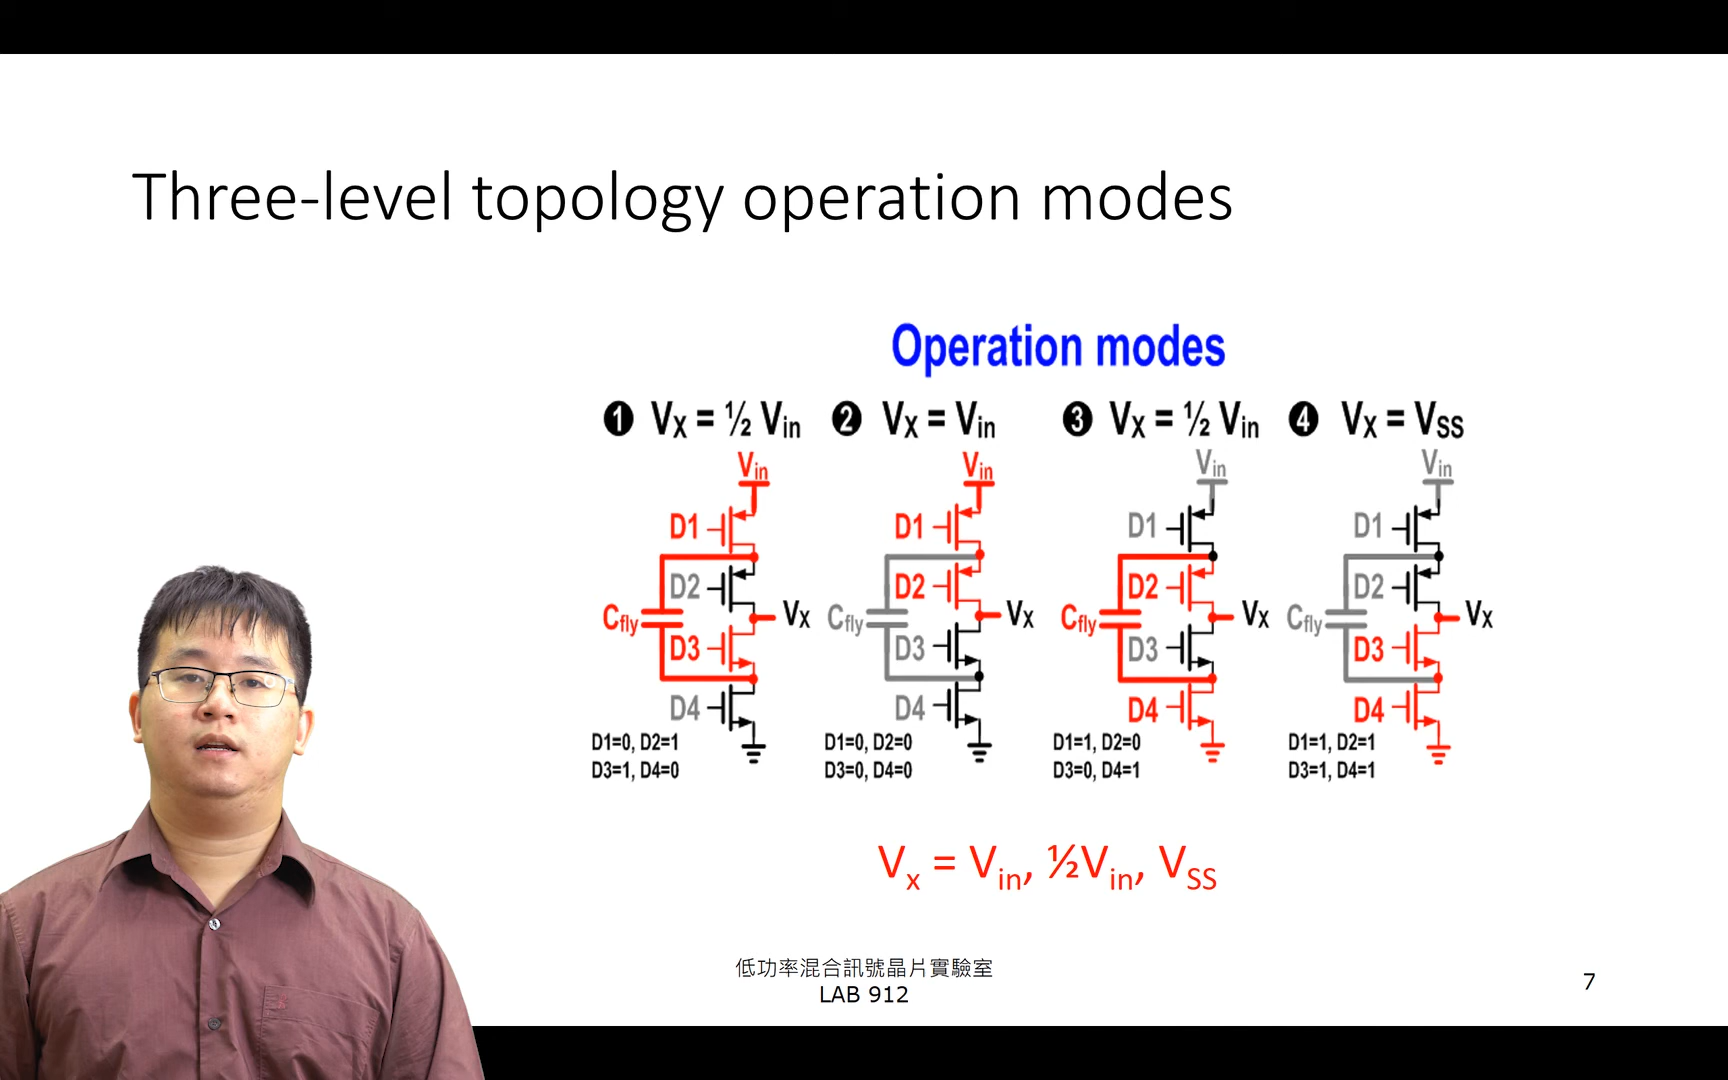 Three-level topology operation modes
Operation modes
❶ VX = ½ Vin
❷ VX = Vin
❸ VX = ½ Vin
❹ VX = VSS
Vin
D1
D2
Cfly
VX
D3
D4
D1=0, D2=1
D3=1, D4=0
Vin
D1
D2
Cfly
VX
D3
D4
D1=0, D2=0
D3=0, D4=0
Vin
D1
D2
Cfly
VX
D3
D4
D1=1, D2=0
D3=0, D4=1
Vin
D1
D2
Cfly
VX
D3
D4
D1=1, D2=1
D3=1, D4=1
Vx = Vin, ½Vin, VSS
低功率混合訊號晶片實驗室
LAB 912
7